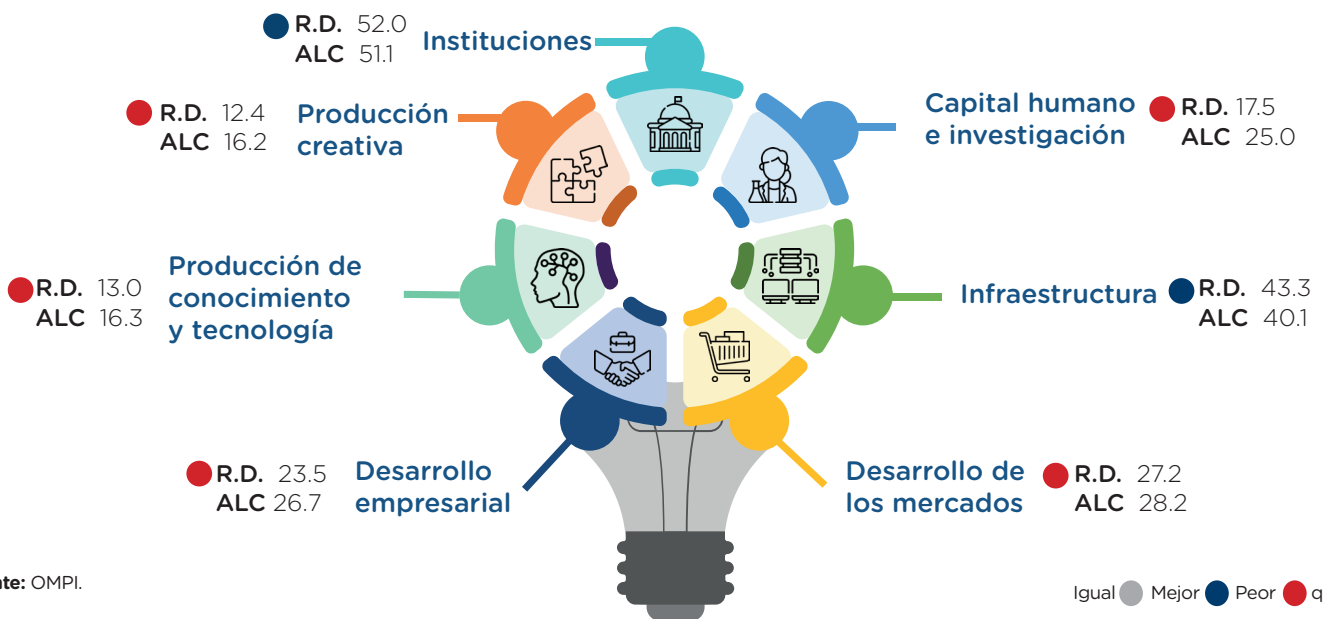 R.D. 52.0
ALC 51.1
Instituciones
R.D. 12.4
ALC 16.2
Producción
creativa
Capital humano
e investigación
R.D. 17.5
ALC 25.0
R.D. 13.0
ALC 16.3
Producción de
conocimiento
y tecnología
Infraestructura
R.D. 43.3
ALC 40.1
R.D. 23.5
ALC 26.7
Desarrollo
empresarial
Desarrollo de
los mercados
R.D. 27.2
ALC 28.2
nte: OMPI.
Igual Mejor Peor q